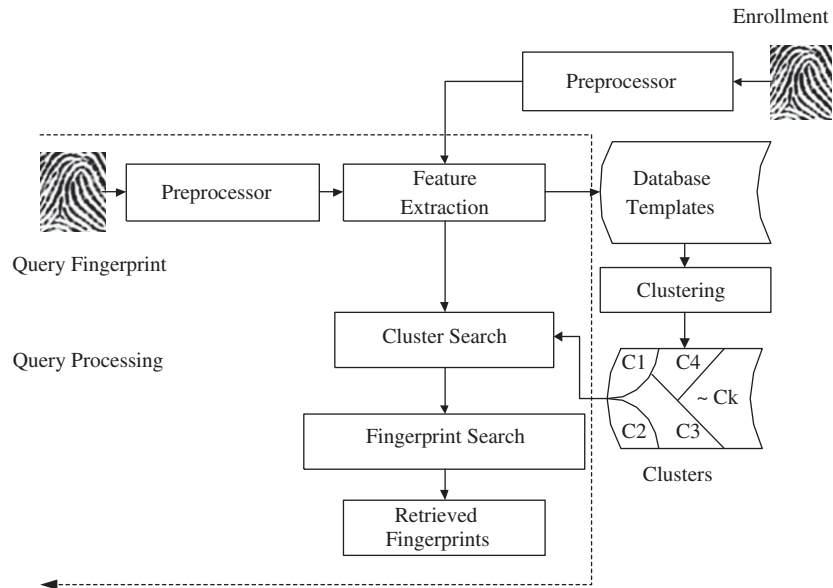 Enrollment
Preprocessor
Preprocessor
Feature
Extraction
Database
Templates
Query Fingerprint
Clustering
Cluster Search
Query Processing
C1
C4
~ Ck
C2
C3
Fingerprint Search
Clusters
Retrieved
Fingerprints